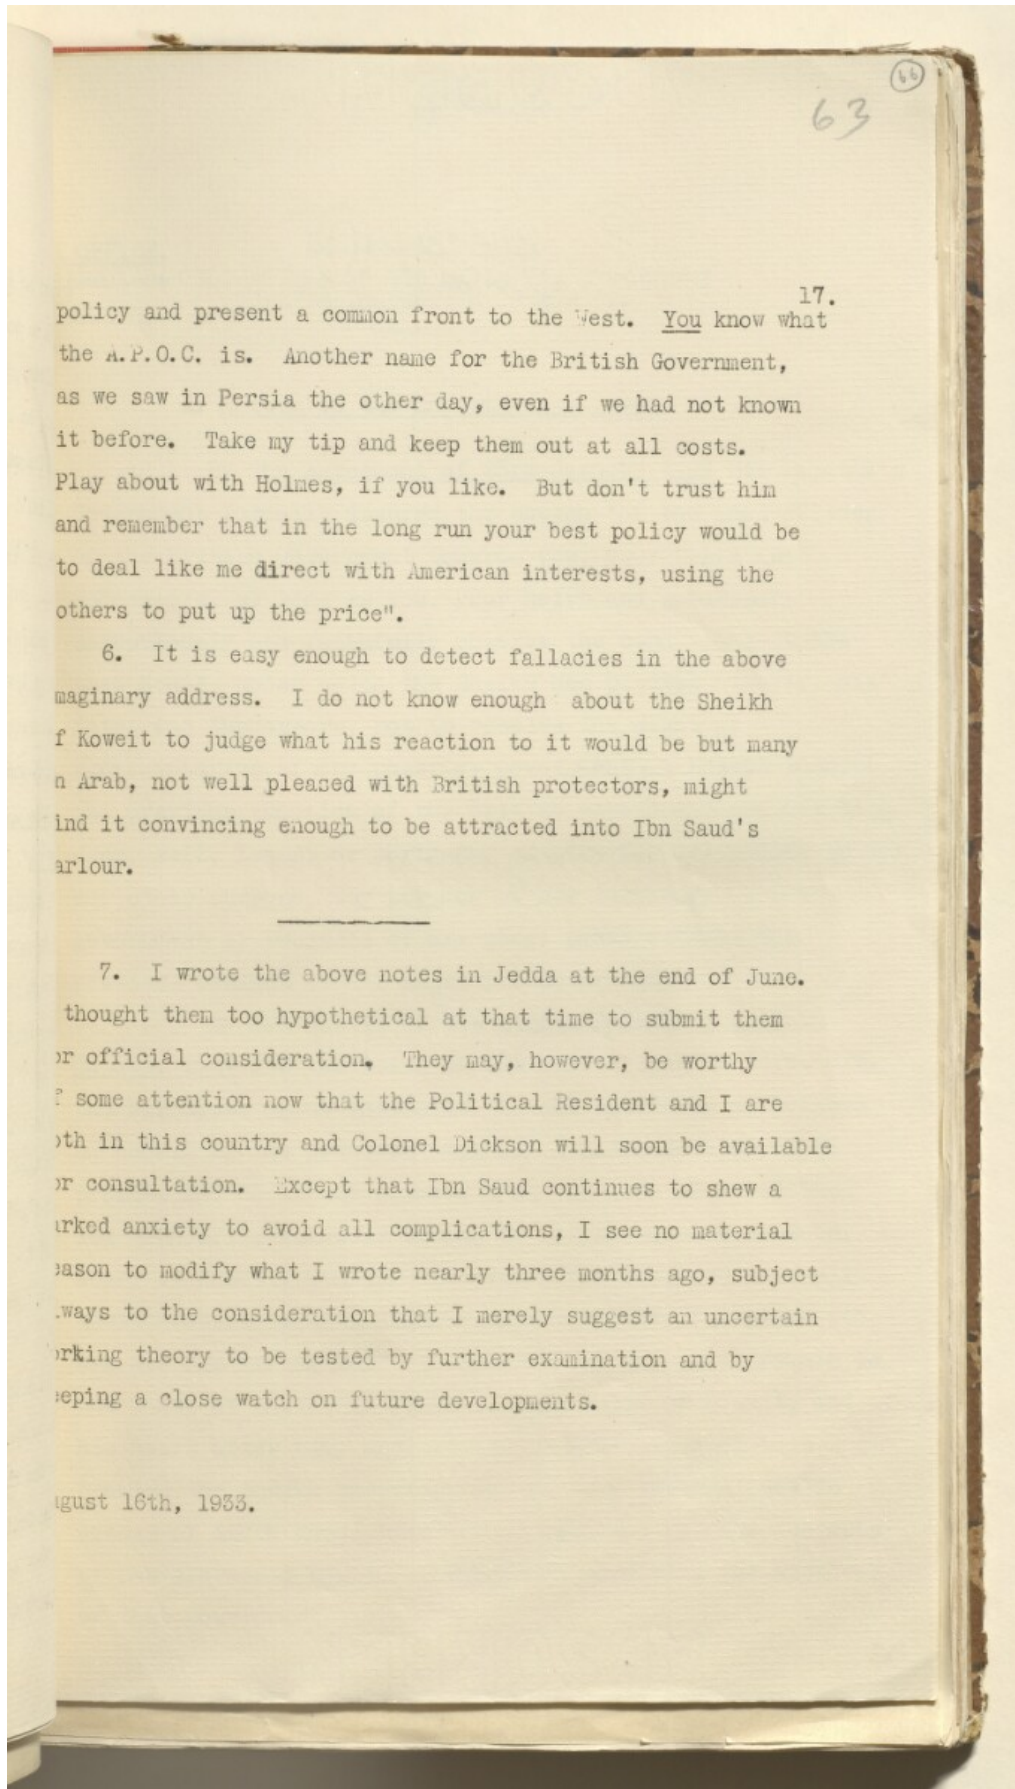 66
63
17.
policy and present a common front to the West. You know what
the A.P.O.C. is. Another name for the British Government,
as we saw in Persia the other day, even if we had not known
it before. Take my tip and keep them out at all costs.
Play about with Holmes, if you like. But don't trust him
and remember that in the long run your best policy would be
to deal like me direct with American interests, using the
others to put up the price".
6. It is easy enough to detect fallacies in the above
maginary address. I do not know enough about the Sheikh
f Koweit to judge what his reaction to it would be but many
n Arab, not well pleased with British protectors, might
ind it convincing enough to be attracted into Ibn Saud's
arlour.
7. I wrote the above notes in Jedda at the end of June.
thought them too hypothetical at that time to submit them
or official consideration. They may, however, be worthy
f some attention now that the Political Resident and I are
oth in this country and Colonel Dickson will soon be available
or consultation. Except that Ibn Saud continues to shew a
arked anxiety to avoid all complications, I see no material
eason to modify what I wrote nearly three months ago, subject
lways to the consideration that I merely suggest an uncertain
orking theory to be tested by further examination and by
eeping a close watch on future developments.
ugust 16th, 1933.